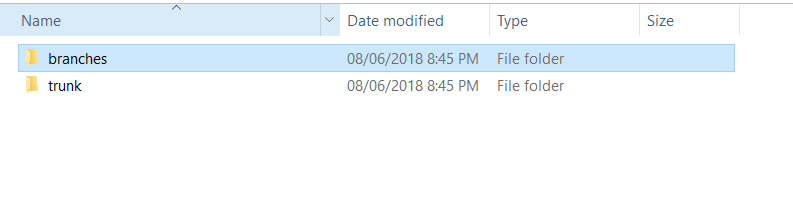 Name Date modified Type Size
branches 08/06/2018 8:45 PM File folder
trunk 08/06/2018 8:45 PM File folder